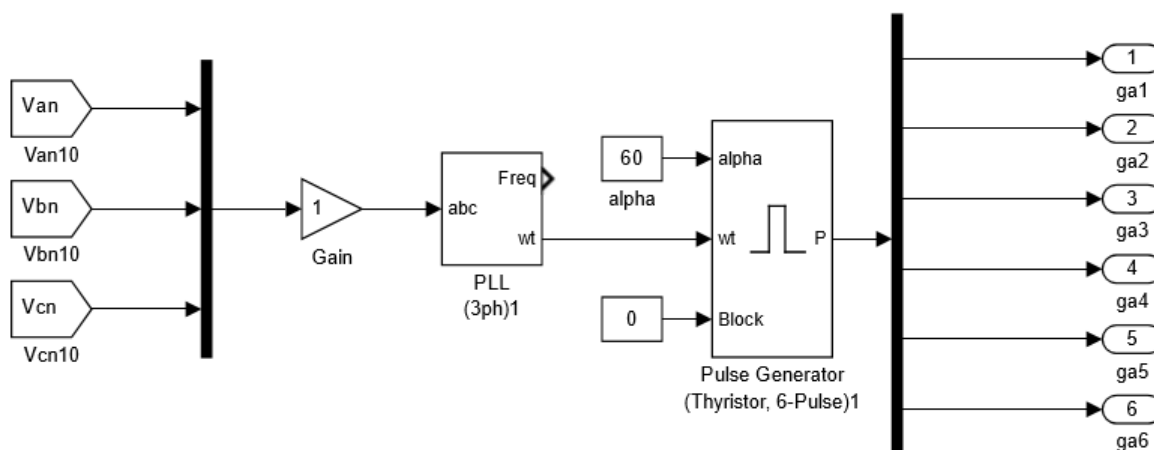 Van
Van10
Vbn
Vbn10
Vcn
Vcn10
1
Gain
Freq
abc
wt
PLL
(3ph)1
60
alpha
0
alpha
wt
P
Block
Pulse Generator
(Thyristor, 6-Pulse)1
1
ga1
2
ga2
3
ga3
4
ga4
5
ga5
6
ga6